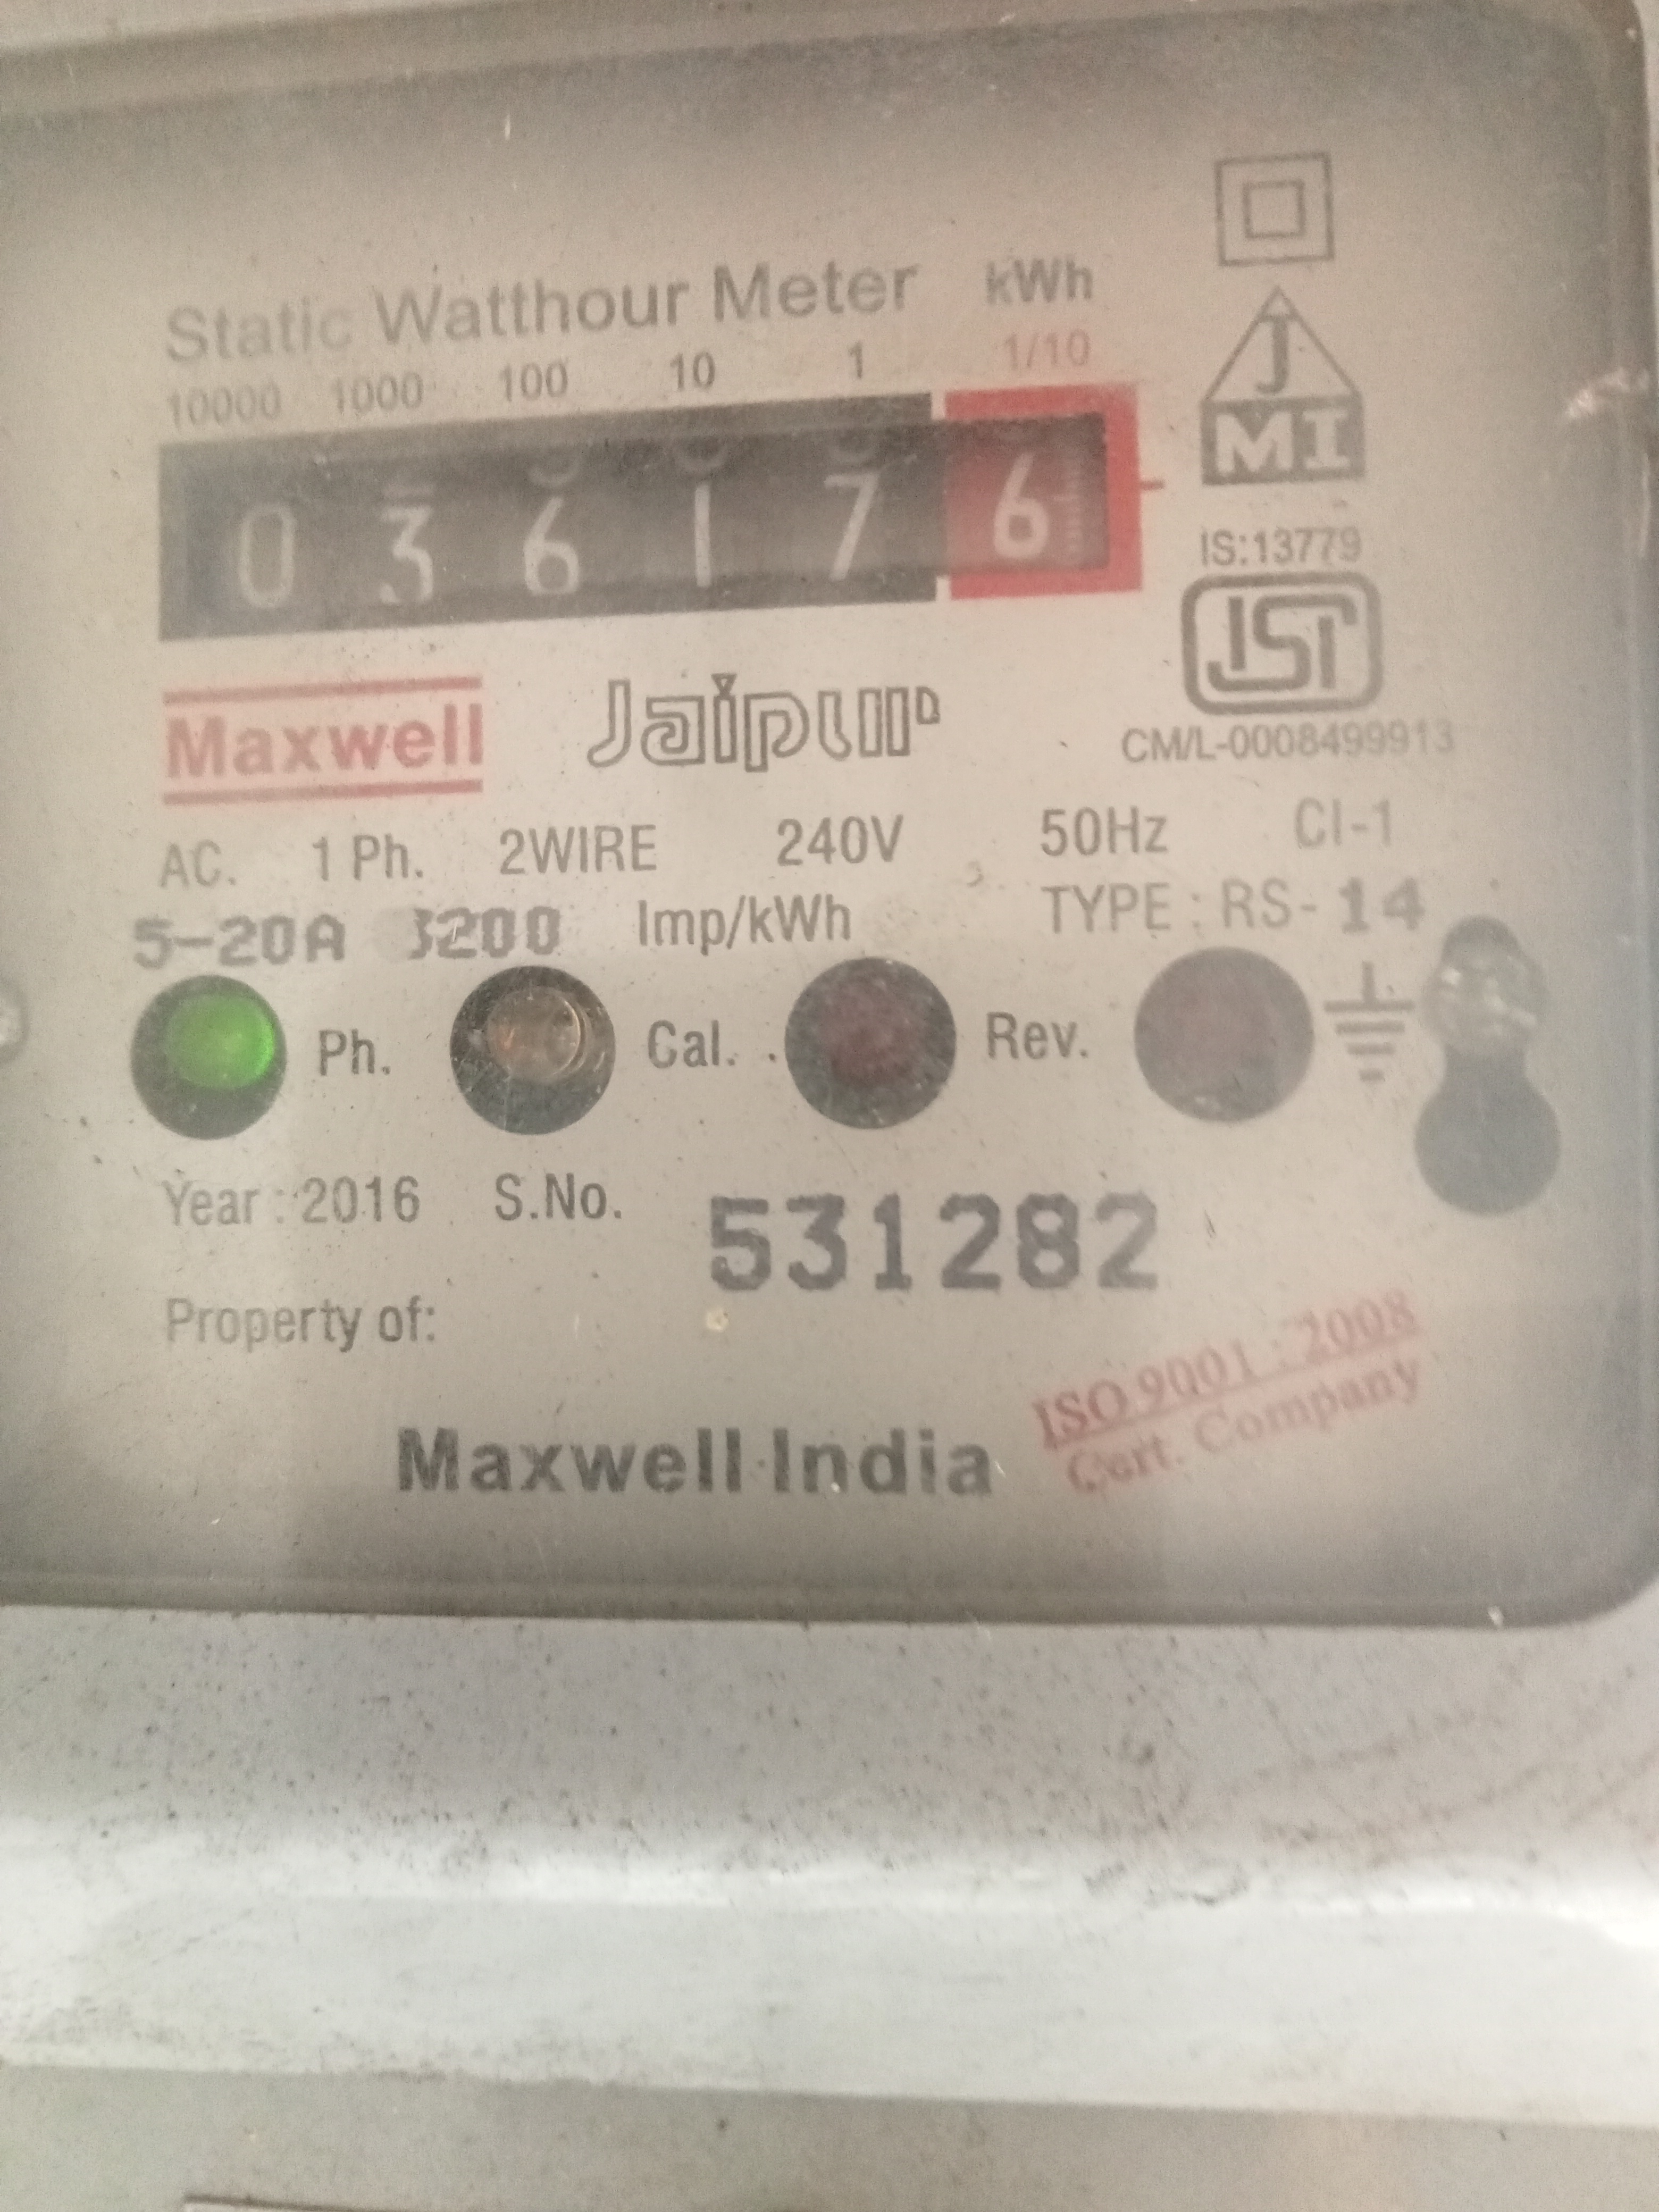 Static Watthour Meter kWh
10000 1000 100 10 1 1/10
0 3 6 1 7 6
J
MI
IS:13779
ISI
Maxwell Jaipur
CM/L-0008499913
AC. 1 Ph. 2WIRE 240V 50Hz Cl-1
5-20A 3200 Imp/kWh TYPE : RS-14
Ph. Cal. Rev.
Year : 2016 S.No. 531282
Property of:
ISO 9001 : 2008
Cert. Company
Maxwell India